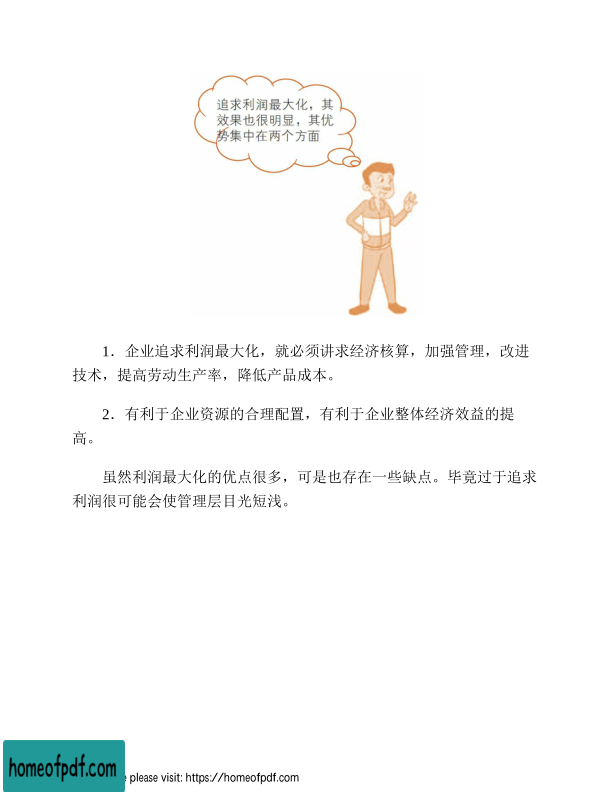 追求利润最大化，其
效果也很明显，其优
势集中在两个方面
1．企业追求利润最大化，就必须讲求经济核算，加强管理，改进
技术，提高劳动生产率，降低产品成本。
2．有利于企业资源的合理配置，有利于企业整体经济效益的提
高。
虽然利润最大化的优点很多，可是也存在一些缺点。毕竟过于追求
利润很可能会使管理层目光短浅。
homeofpdf.com
please visit: https://homeofpdf.com